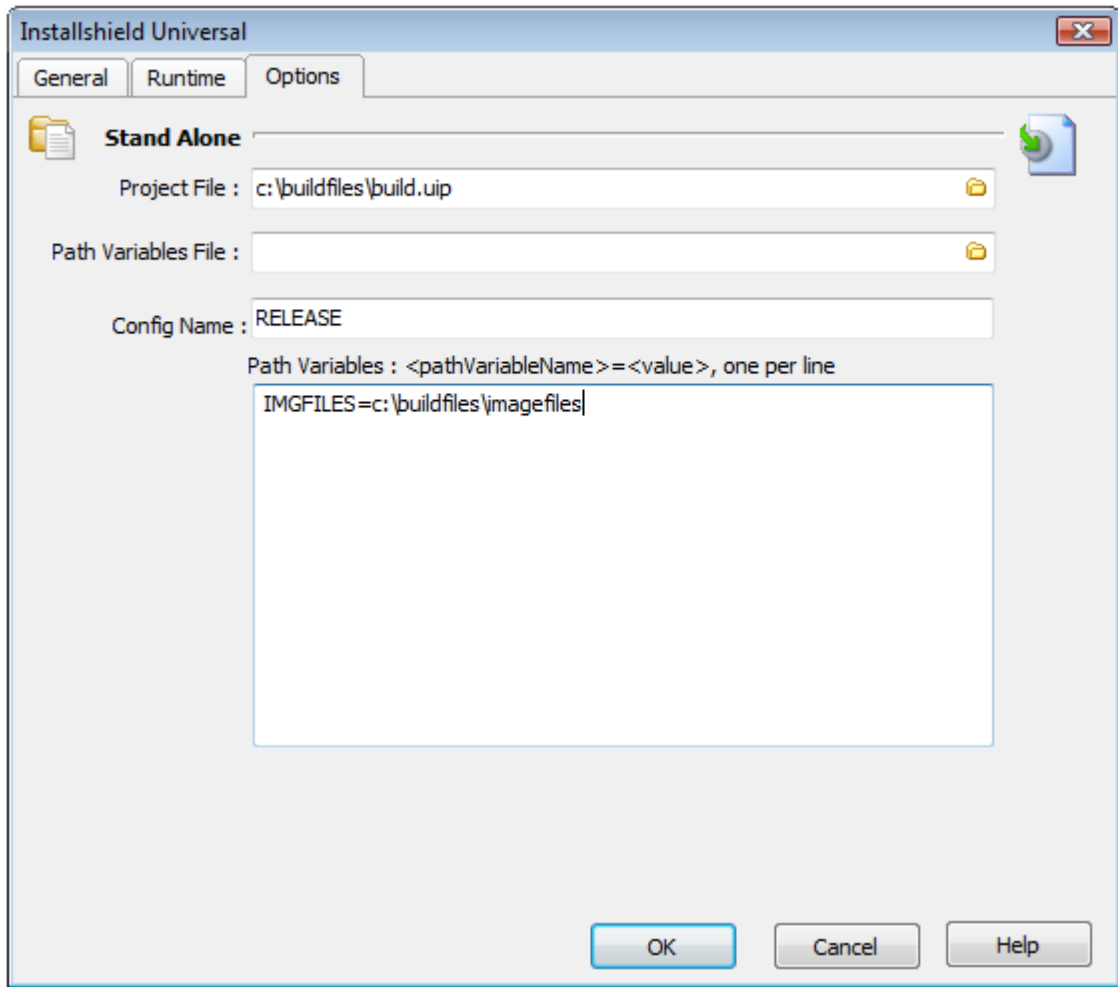 Installshield Universal
General Runtime Options
Stand Alone
Project File : c:\buildfiles\build.uip
Path Variables File :
Config Name : RELEASE
Path Variables : <pathVariableName>=<value>, one per line
IMGFILES=c:\buildfiles\imagefiles
OK Cancel Help